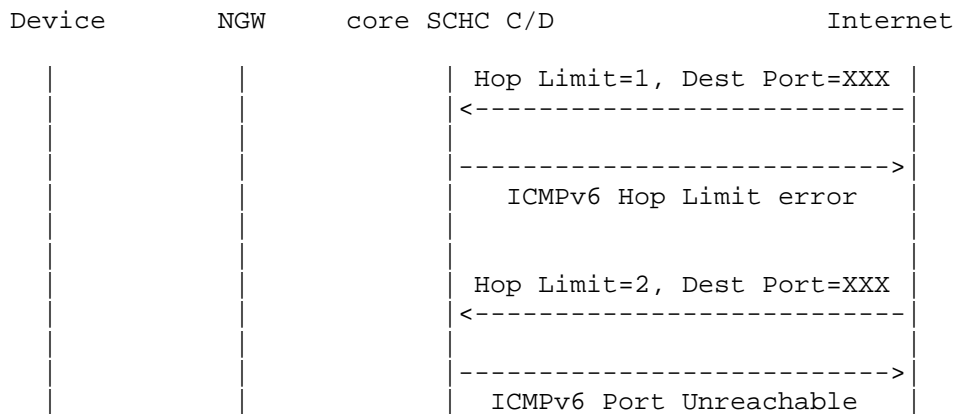 Device NGW core SCHC C/D Internet
Hop Limit=1, Dest Port=XXX
<---------------------------
--------------------------->
ICMPv6 Hop Limit error
Hop Limit=2, Dest Port=XXX
<---------------------------
--------------------------->
ICMPv6 Port Unreachable